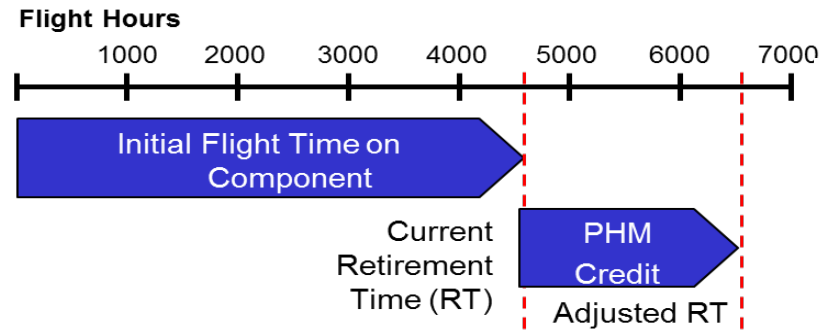 Flight Hours
1000 2000 3000 4000 5000 6000 7000
Initial Flight Time on
Component
Current
Retirement
Time (RT)
PHM
Credit
Adjusted RT